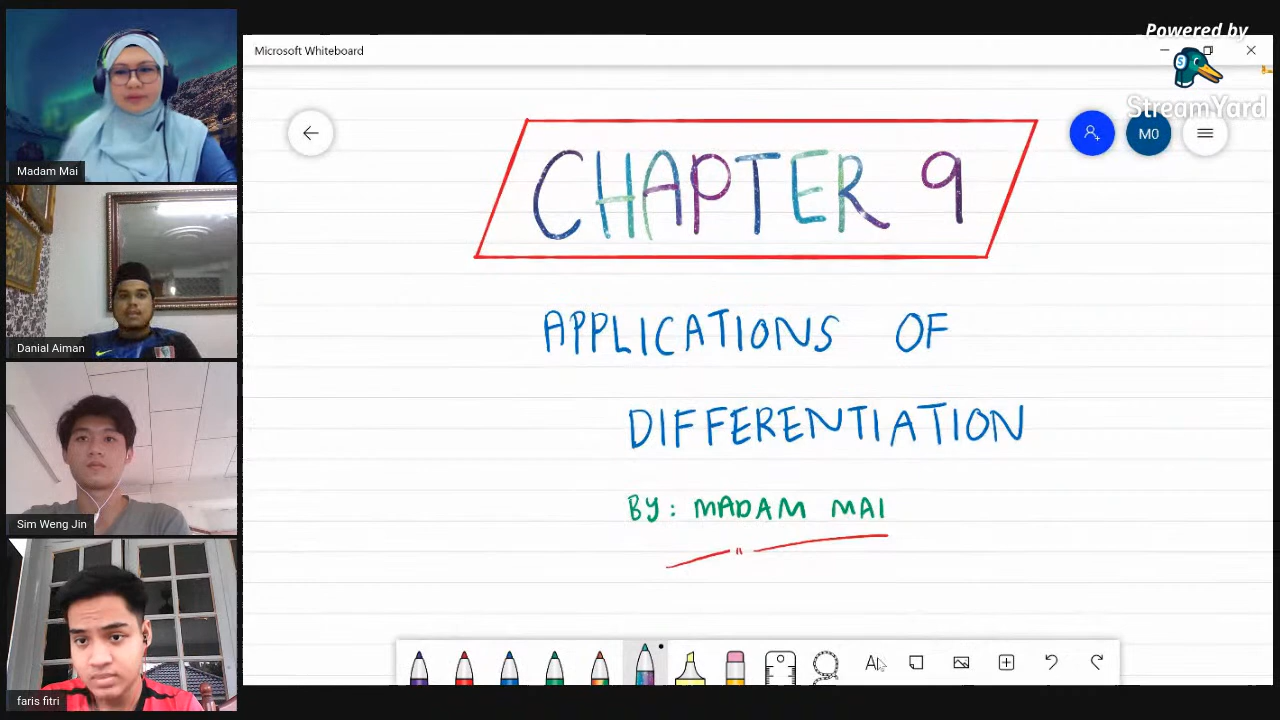 Powered by
StreamYard
Microsoft Whiteboard
M0
CHAPTER 9
APPLICATIONS OF
DIFFERENTIATION
BY: MADAM MAI
Madam Mai
Danial Aiman
Sim Weng Jin
faris fitri